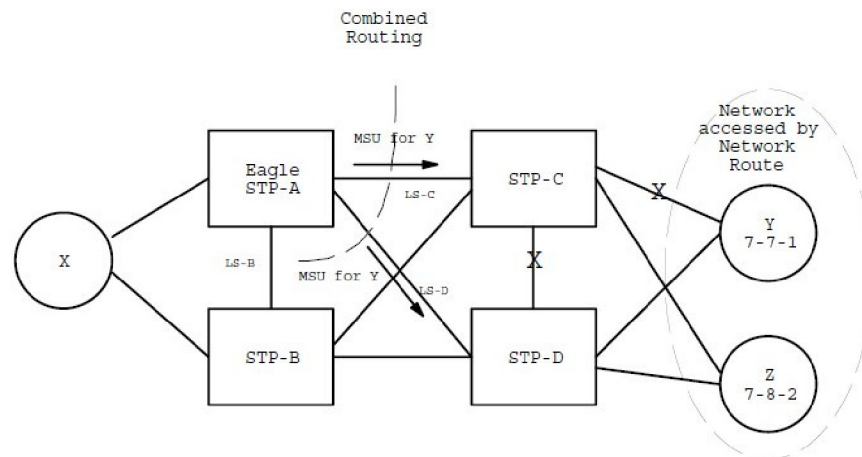 Combined
Routing
Network
accessed by
Network
Route
MSU for Y
Eagle
STP-A
LS-C
STP-C
X
Y
7-7-1
X
LS-B
MSU for Y
LS-D
X
STP-B
STP-D
Z
7-8-2